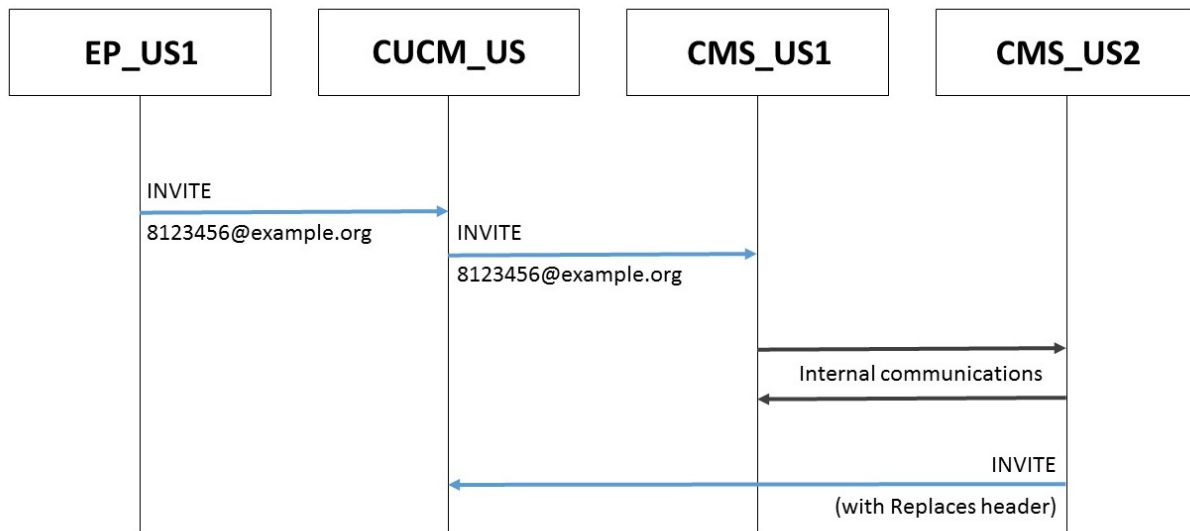 EP_US1
CUCM_US
CMS_US1
CMS_US2
INVITE
8123456@example.org
INVITE
8123456@example.org
Internal communications
INVITE
(with Replaces header)